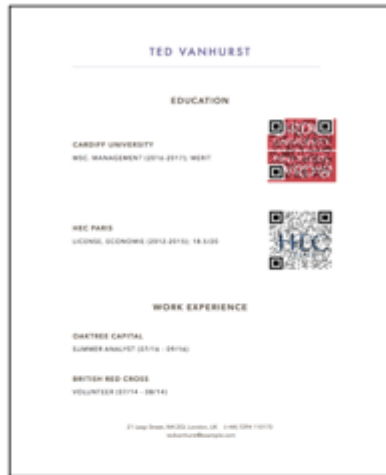 TED VANHURST
EDUCATION
CARDIFF UNIVERSITY
MSC. MANAGEMENT (2016-2017); MERIT
HEC PARIS
LICENSE, ECONOMIE (2012-2015); 18.5/20
HEC
WORK EXPERIENCE
OAKTREE CAPITAL
SUMMER ANALYST (07/16 - 09/16)
BRITISH RED CROSS
VOLUNTEER (07/14 - 08/14)